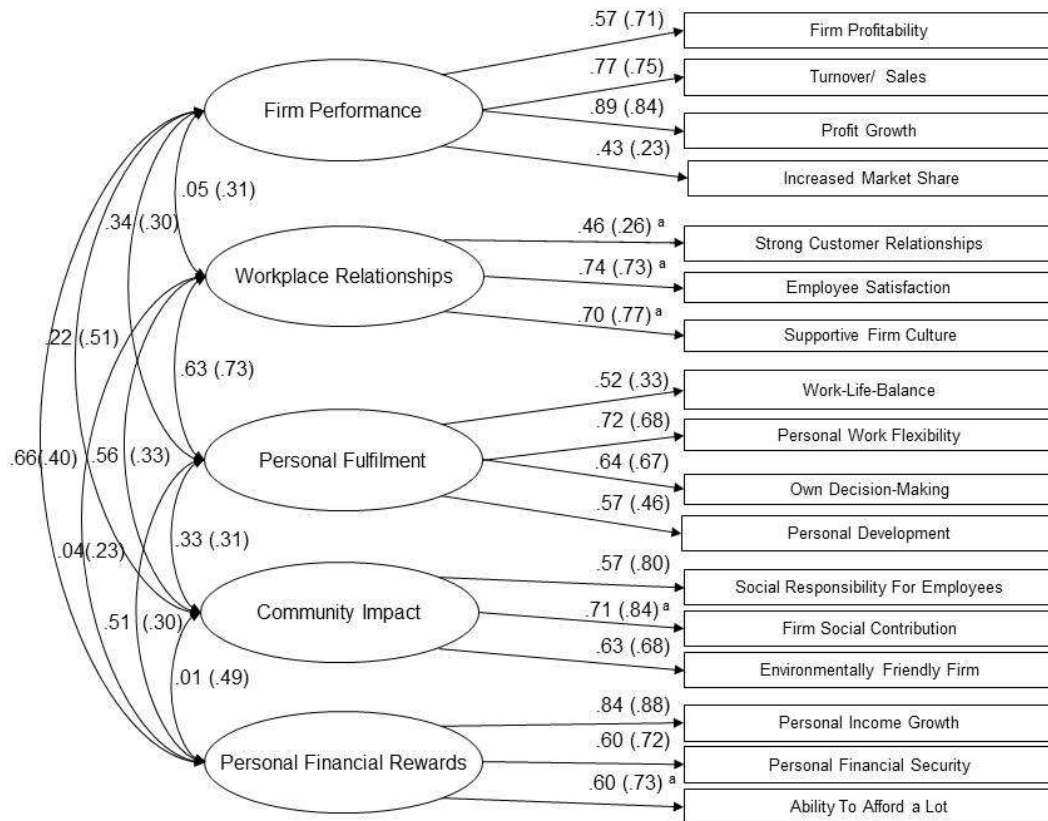 .57 (.71)
Firm Profitability
.77 (.75)
Turnover/ Sales
Firm Performance
.89 (.84)
Profit Growth
.43 (.23)
Increased Market Share
.05 (.31)
.34 (.30)
.46 (.26) a
Strong Customer Relationships
Workplace Relationships
.74 (.73) a
Employee Satisfaction
.70 (.77) a
Supportive Firm Culture
.22 (.51)
.63 (.73)
.52 (.33)
Work-Life-Balance
.72 (.68)
Personal Work Flexibility
.66(.40)
.56 (.33)
Personal Fulfilment
.64 (.67)
Own Decision-Making
.57 (.46)
Personal Development
.04(.23)
.33 (.31)
.57 (.80)
Social Responsibility For Employees
Community Impact
.71 (.84) a
Firm Social Contribution
.51 (.30)
.63 (.68)
Environmentally Friendly Firm
.01 (.49)
.84 (.88)
Personal Income Growth
Personal Financial Rewards
.60 (.72)
Personal Financial Security
.60 (.73) a
Ability To Afford a Lot